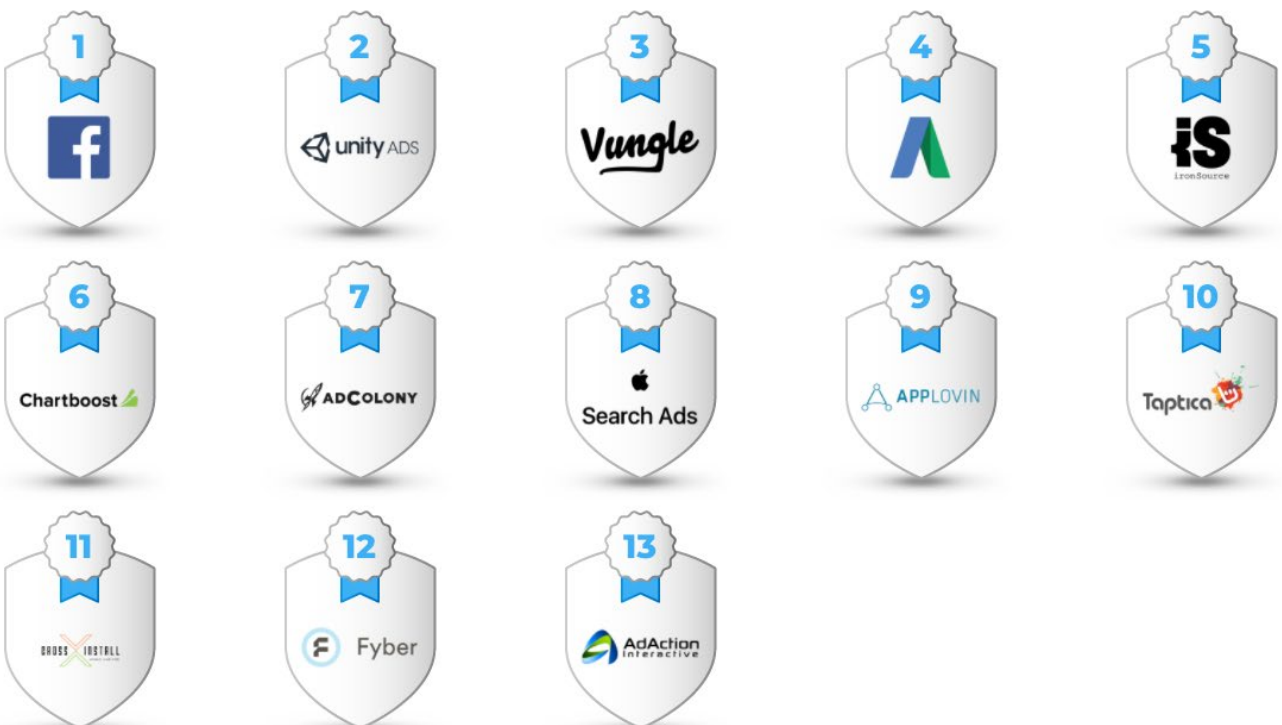 1
2
3
4
5
unity ADS
Vungle
iS
ironSource
6
7
8
9
10
Chartboost
ADCOLONY
Search Ads
APPLOVIN
Taptica
11
12
13
CROSS INSTALL
Fyber
AdAction
Interactive